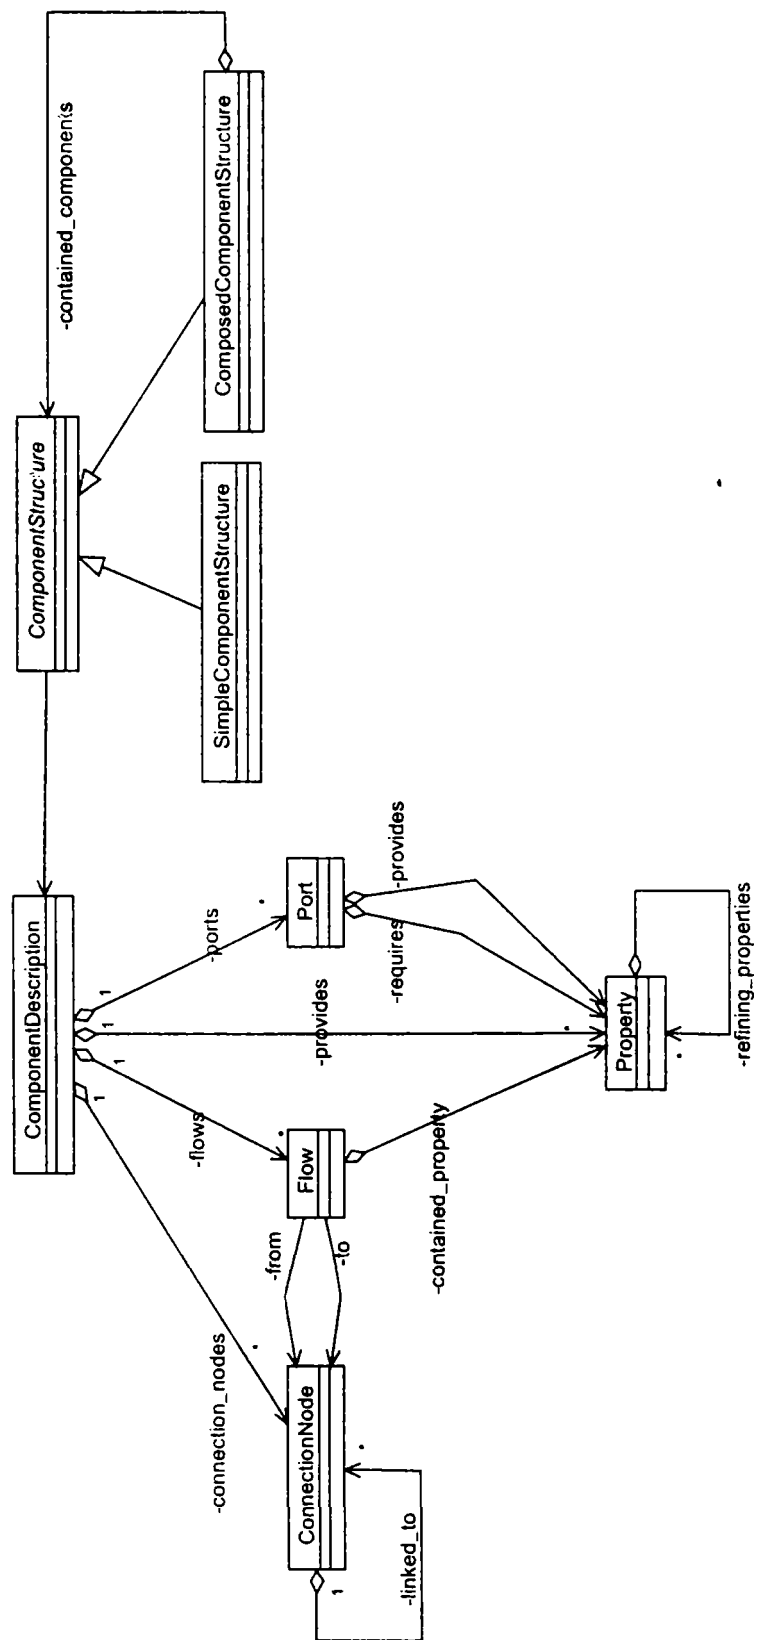 ComponentDescription
ComponentStructure
-contained_components
1
1
1
1
-connection_nodes
-flows
-ports
SimpleComponentStructure
ComposedComponentStructure
-from
ConnectionNode
Flow
-provides
Port
1
-to
-linked_to
-requires
-provides
-contained_property
Property
-refining_properties